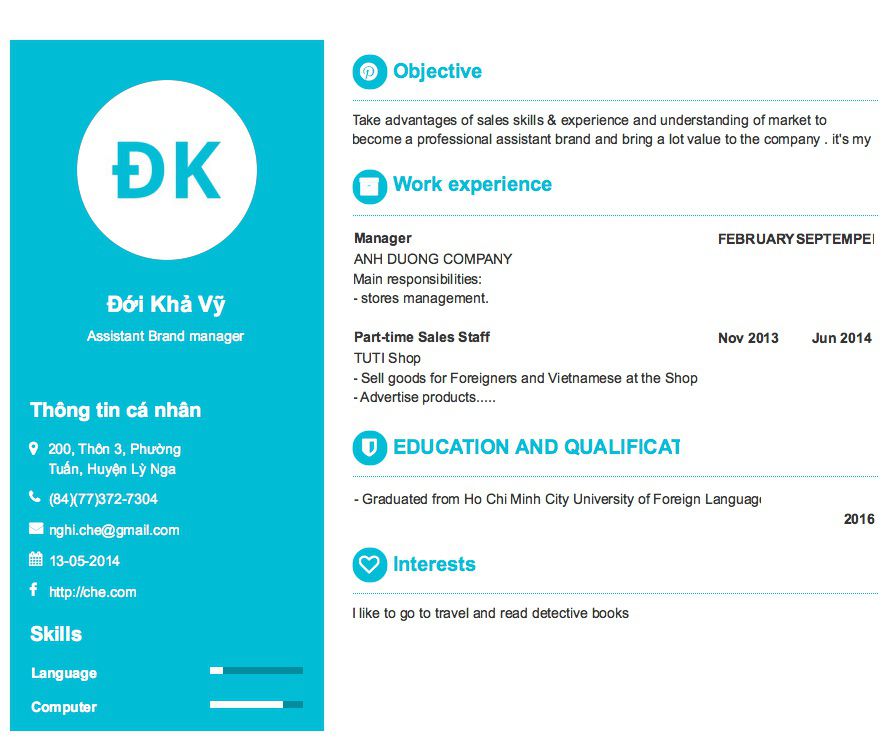 ĐK
Đới Khả Vỹ
Assistant Brand manager
Thông tin cá nhân
200, Thôn 3, Phường
Tuấn, Huyện Lỳ Nga
(84)(77)372-7304
nghi.che@gmail.com
13-05-2014
http://che.com
Skills
Language
Computer
Objective
Take advantages of sales skills & experience and understanding of market to
become a professional assistant brand and bring a lot value to the company . it's my
Work experience
Manager FEBRUARY SEPTEMPE
ANH DUONG COMPANY
Main responsibilities:
- stores management.
Part-time Sales Staff Nov 2013 Jun 2014
TUTI Shop
- Sell goods for Foreigners and Vietnamese at the Shop
- Advertise products.....
EDUCATION AND QUALIFICAT
- Graduated from Ho Chi Minh City University of Foreign Languag
2016
Interests
I like to go to travel and read detective books